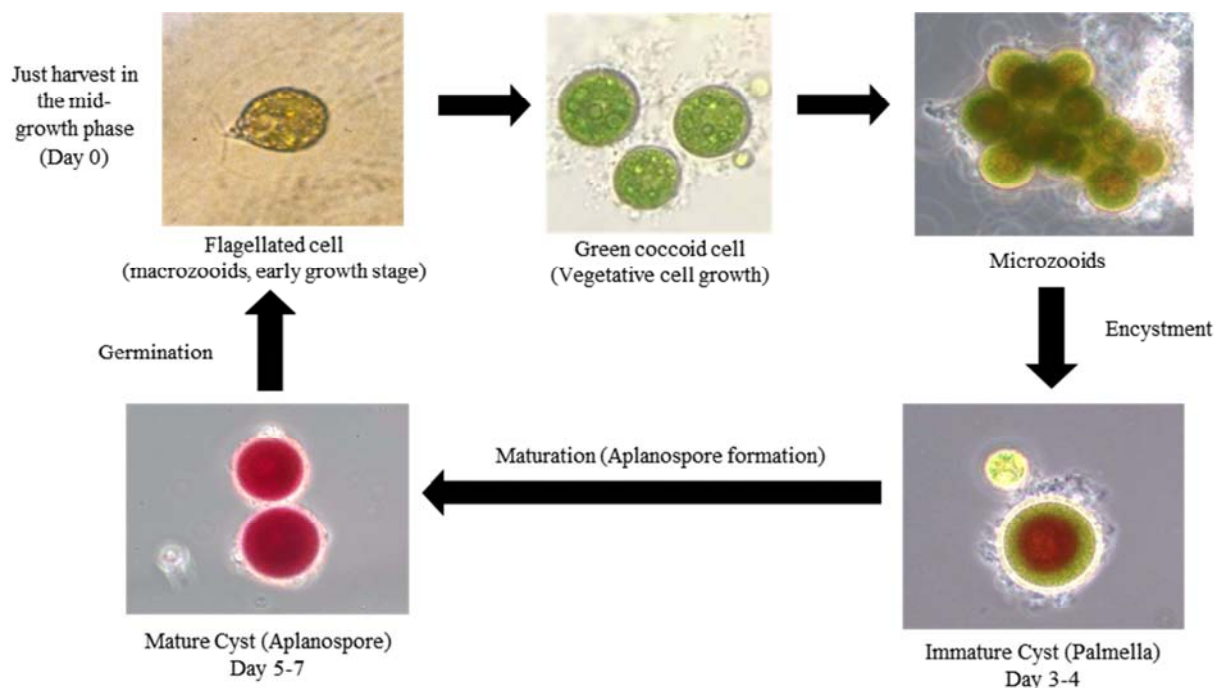 Just harvest in
the mid-
growth phase
(Day 0)
Flagellated cell
(macrozooids, early growth stage)
Green coccoid cell
(Vegetative cell growth)
Microzooids
Germination
Encystment
Maturation (Aplanospore formation)
Mature Cyst (Aplanospore)
Day 5-7
Immature Cyst (Palmella)
Day 3-4